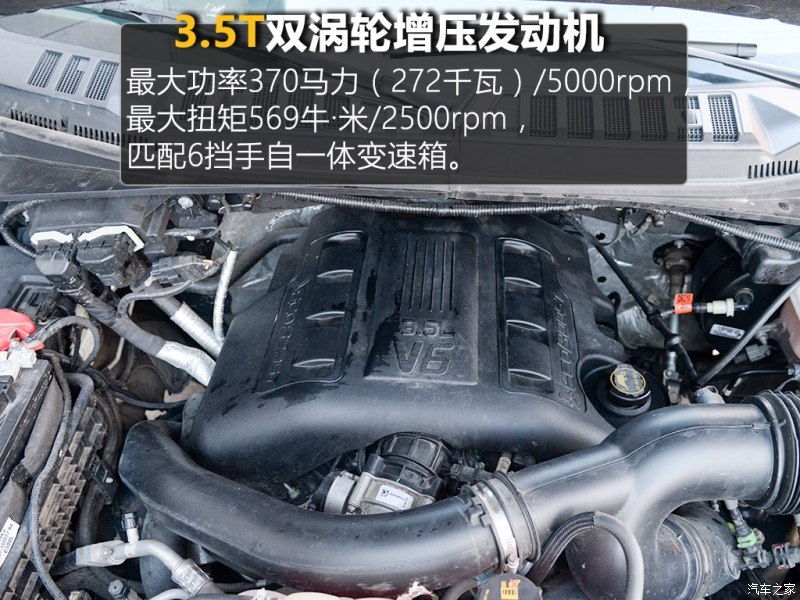 3.5T双涡轮增压发动机
最大功率370马力（272千瓦）/5000rpm，
最大扭矩569牛·米/2500rpm，
匹配6挡手自一体变速箱。
3.5L
V6
ECOBOOST
汽车之家